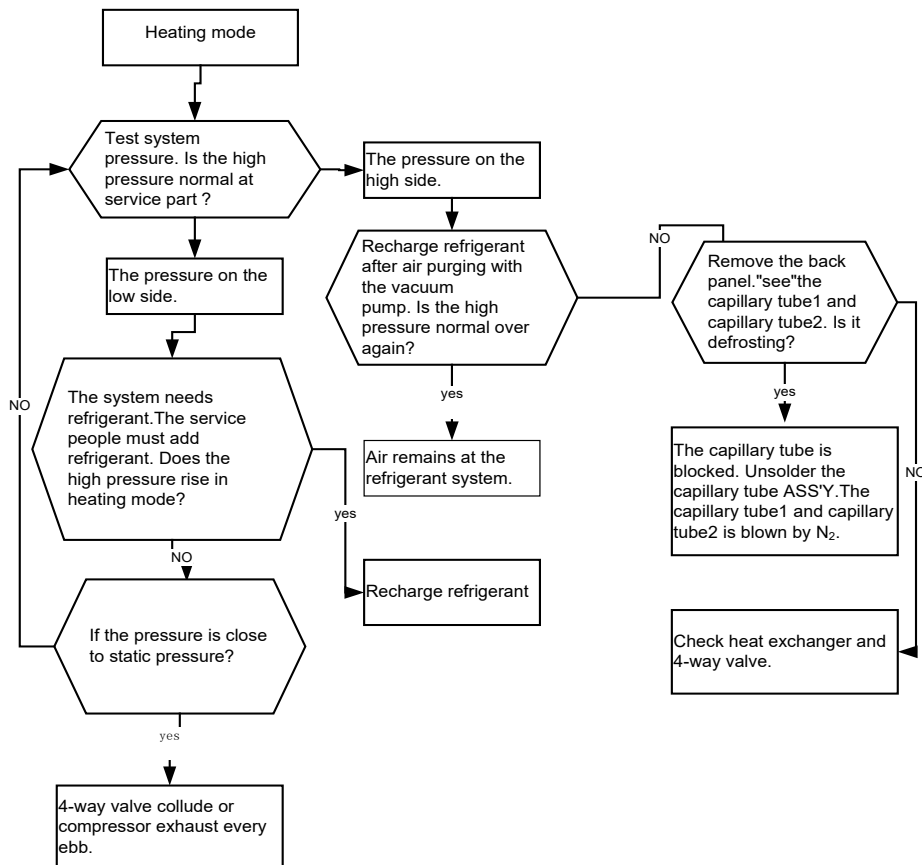 Heating mode
Test system
pressure. Is the high
pressure normal at
service part ?
The pressure on the
high side.
The pressure on the
low side.
Recharge refrigerant
after air purging with
the vacuum
pump. Is the high
pressure normal over
again?
NO
Remove the back
panel."see"the
capillary tube1 and
capillary tube2. Is it
defrosting?
yes
yes
NO
The system needs
refrigerant.The service
people must add
refrigerant. Does the
high pressure rise in
heating mode?
NO
Air remains at the
refrigerant system.
The capillary tube is
blocked. Unsolder the
capillary tube ASS'Y.The
capillary tube1 and capillary
tube2 is blown by N₂.
yes
NO
Recharge refrigerant
If the pressure is close
to static pressure?
Check heat exchanger and
4-way valve.
yes
4-way valve collude or
compressor exhaust every
ebb.